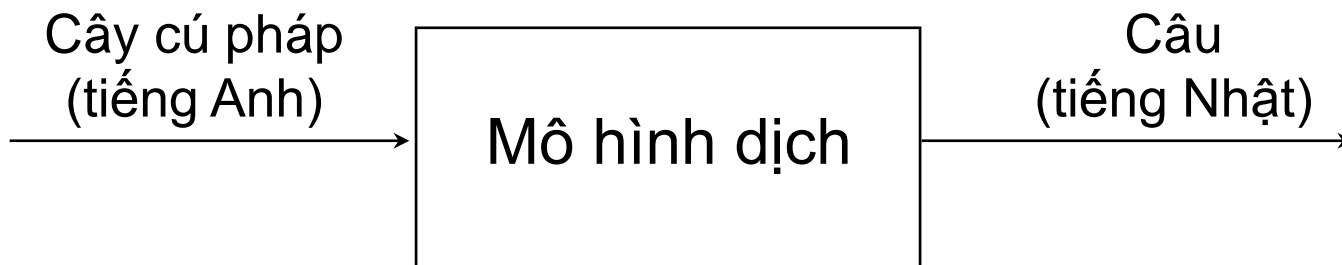 Cây cú pháp
(tiếng Anh)
Mô hình dịch
Câu
(tiếng Nhật)